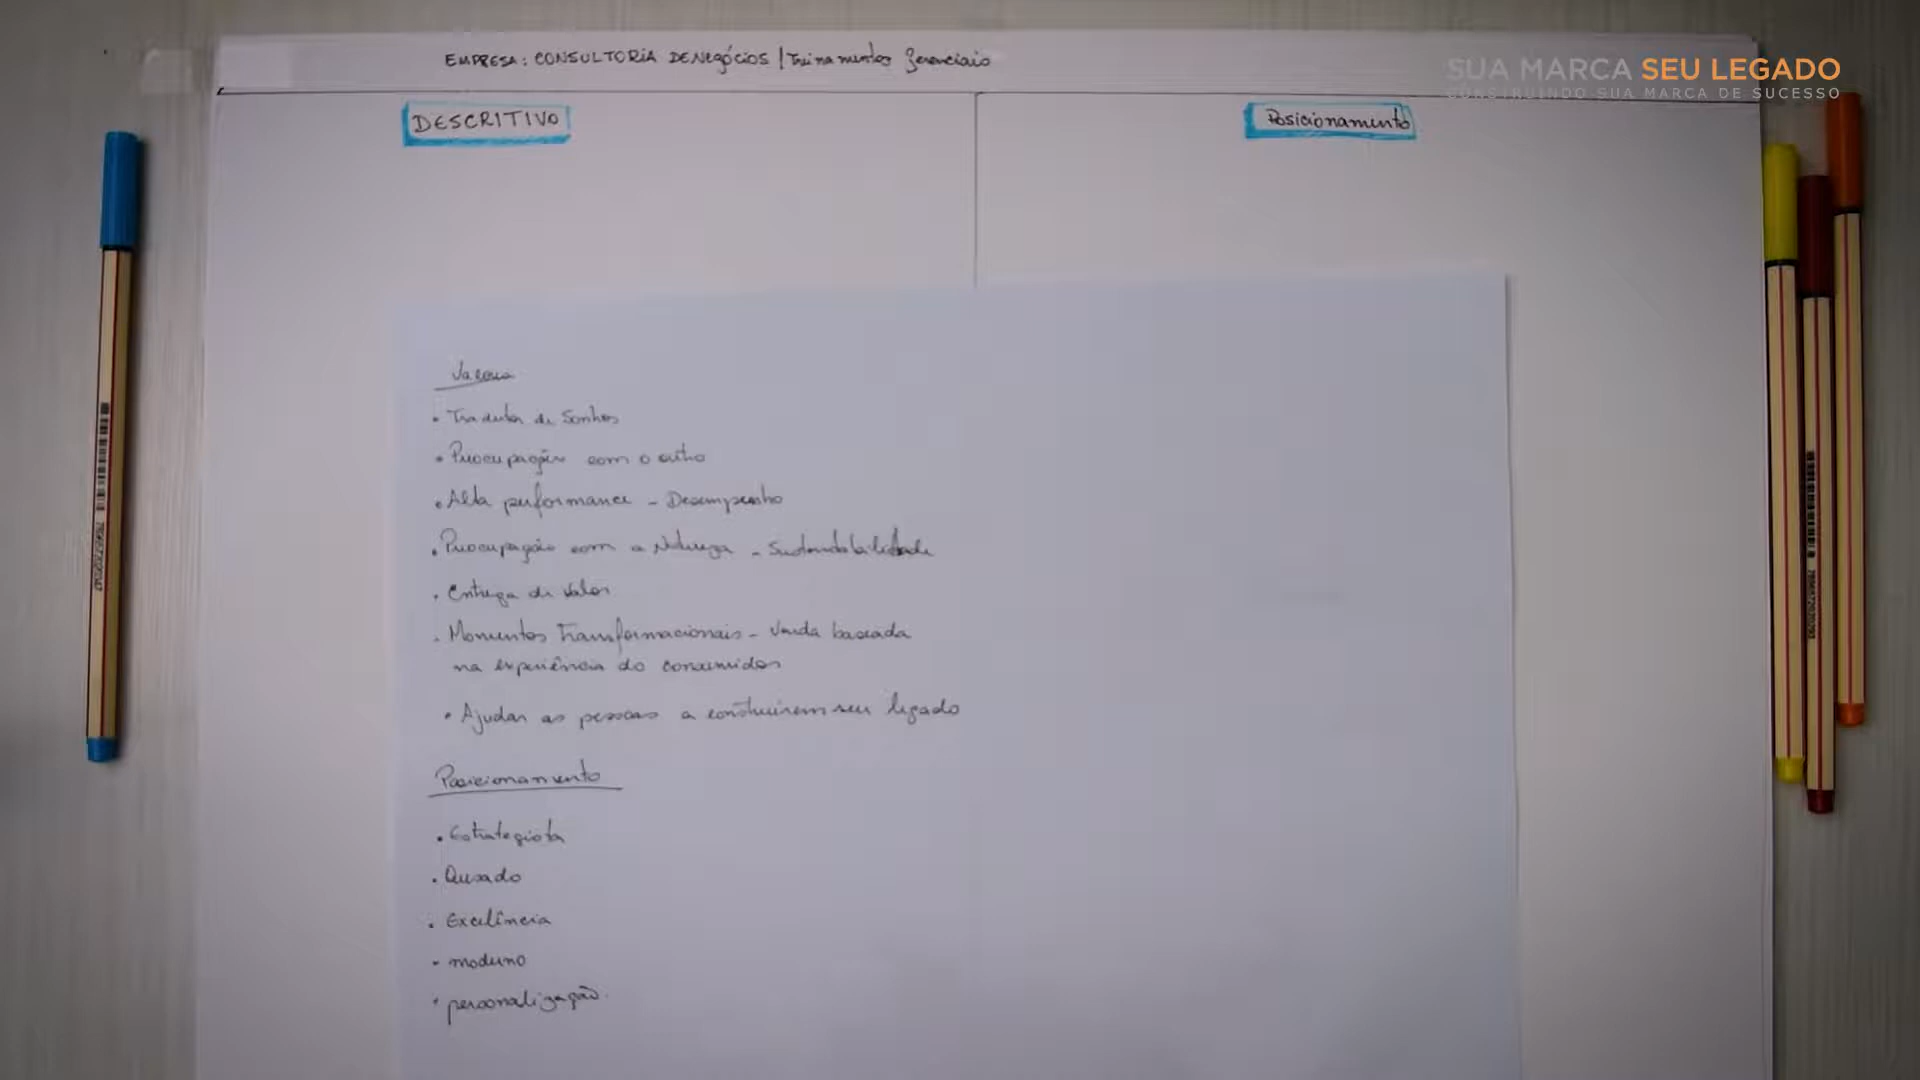 EMPRESA: CONSULTORIA DE NEGÓCIOS / Treinamentos Gerenciais
SUA MARCA SEU LEGADO
CONSTRUINDO SUA MARCA DE SUCESSO
DESCRITIVO
Posicionamento
Valores
• Tradutor de Sonhos
• Preocupação com o outro
• Alta performance - Desempenho
• Preocupação com a Natureza - Sustentabilidade
• Entrega de Valor
• Momentos Transformacionais - Venda baseada
na experiência do consumidor
• Ajudar as pessoas a construirem seu legado
Posicionamento
• Estrategista
• Ousado
• Excelência
- moderno
• personalização.